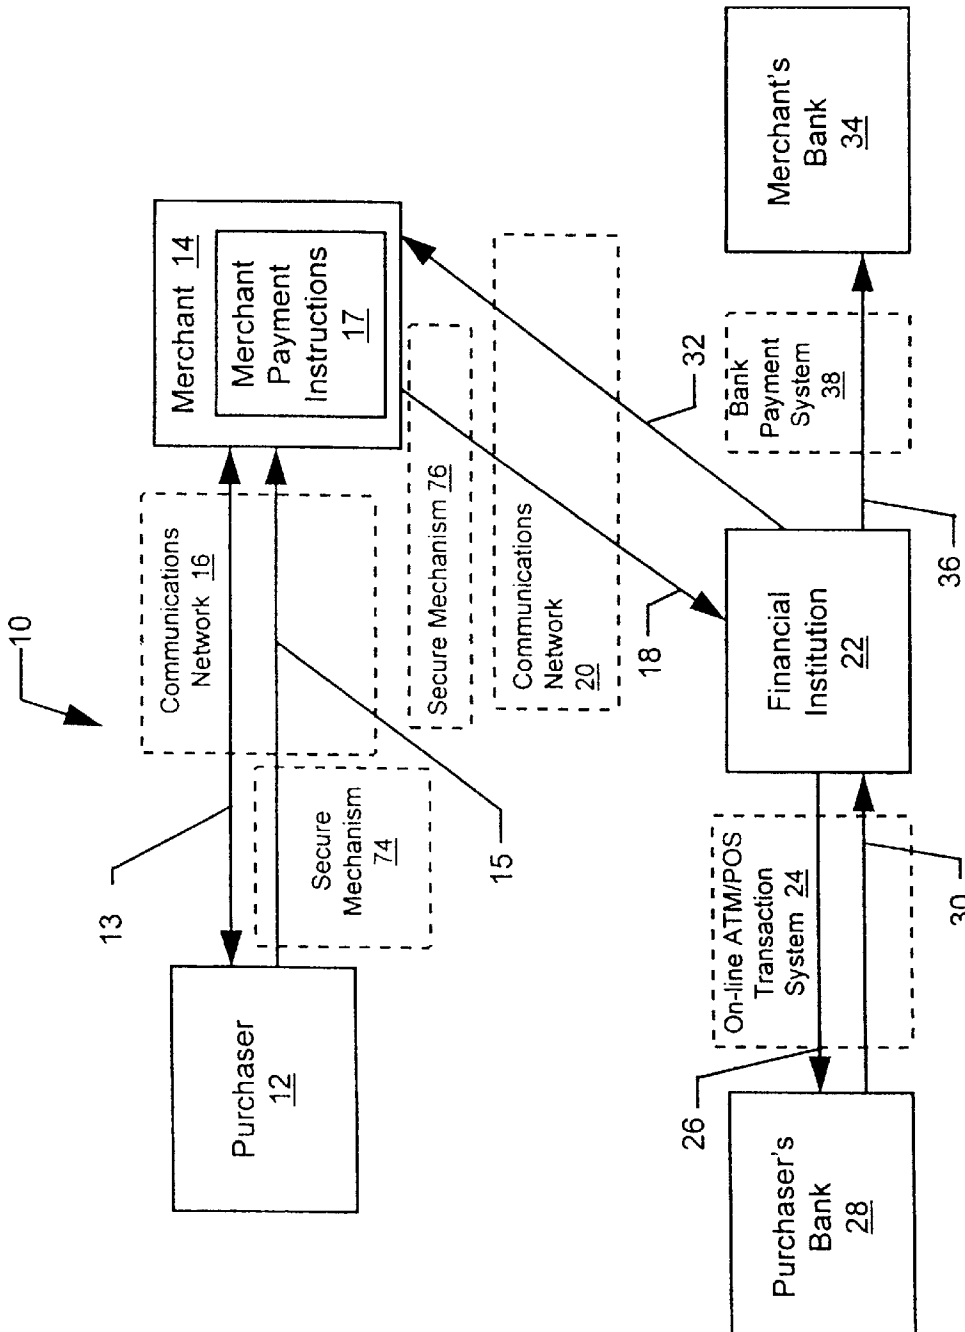 10
Purchaser
12
13
Communications
Network 16
Secure
Mechanism
74
15
Merchant 14
Merchant
Payment
Instructions
17
Secure Mechanism 76
Communications
Network
20
18
32
Purchaser's
Bank
28
26
On-line ATM/POS
Transaction
System 24
30
Financial
Institution
22
36
Bank
Payment
System
38
Merchant's
Bank
34